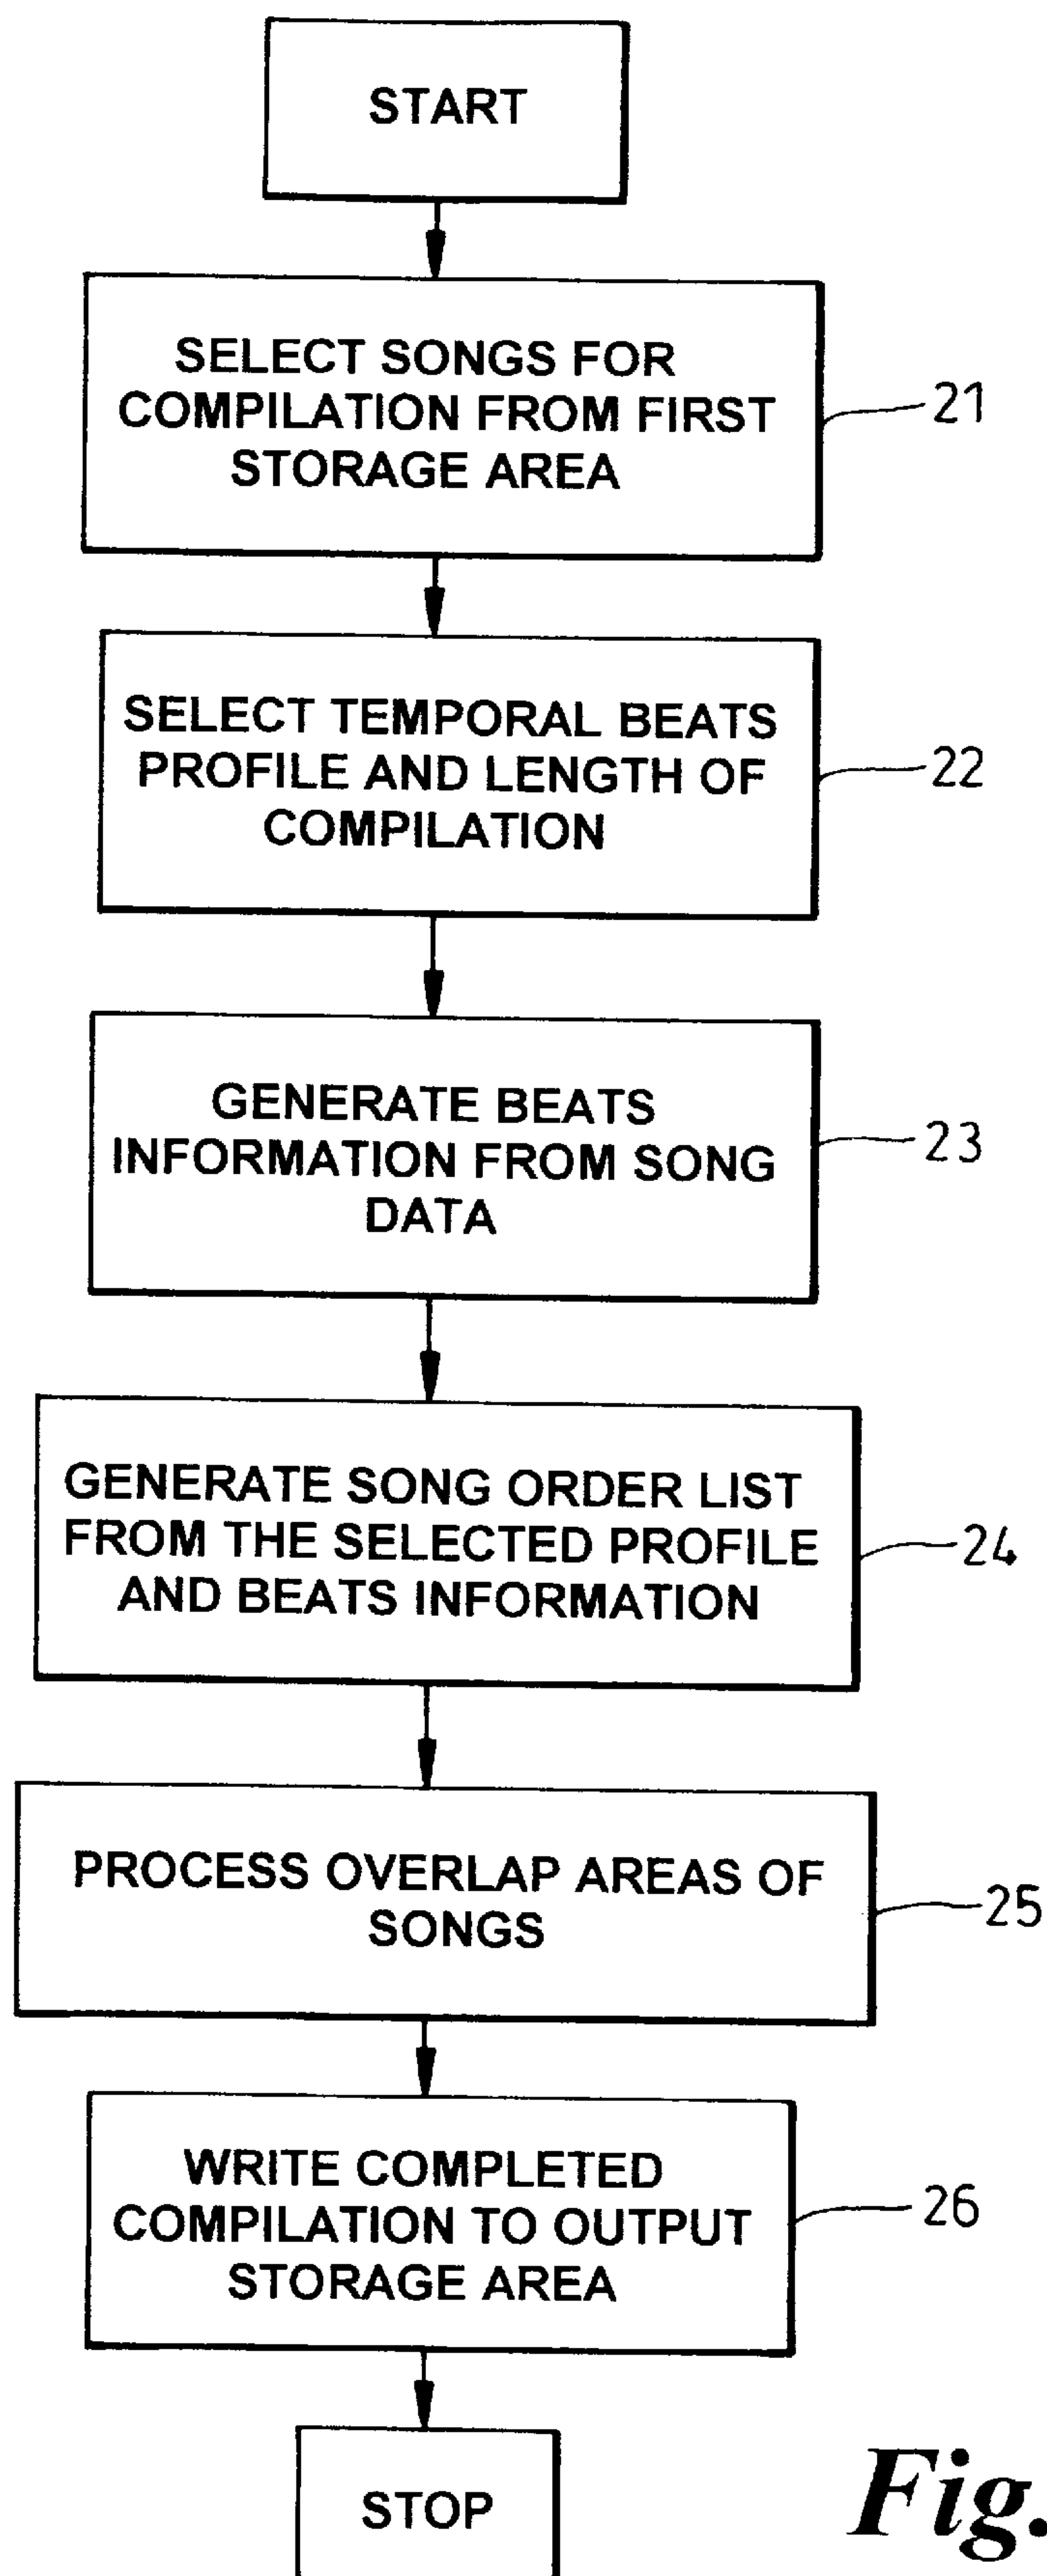 START
SELECT SONGS FOR
COMPILATION FROM FIRST
STORAGE AREA
21
SELECT TEMPORAL BEATS
PROFILE AND LENGTH OF
COMPILATION
22
GENERATE BEATS
INFORMATION FROM SONG
DATA
23
GENERATE SONG ORDER LIST
FROM THE SELECTED PROFILE
AND BEATS INFORMATION
24
PROCESS OVERLAP AREAS OF
SONGS
25
WRITE COMPLETED
COMPILATION TO OUTPUT
STORAGE AREA
26
STOP
Fig.